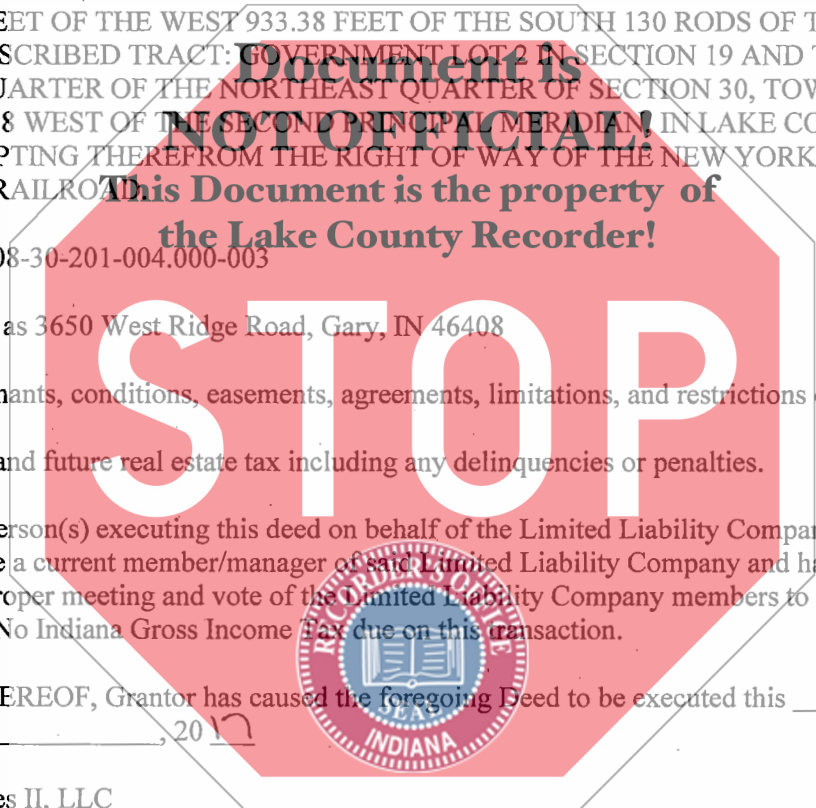 EET OF THE WEST 933.38 FEET OF THE SOUTH 130 RODS OF T
SCRIBED TRACT: GOVERNMENT LOT 2 IN SECTION 19 AND
Document is
UARTER OF THE NORTHEAST QUARTER OF SECTION 30, TOW
8 WEST OF THE SECOND PRINCIPAL MERIDIAN, IN LAKE CO
NOT OFFICIAL!
PTING THEREFROM THE RIGHT OF WAY OF THE NEW YORK
RAILROAD.
This Document is the property of
the Lake County Recorder!
08-30-201-004.000-003
as 3650 West Ridge Road, Gary, IN 46408
STOP
nants, conditions, easements, agreements, limitations, and restrictions
and future real estate tax including any delinquencies or penalties.
erson(s) executing this deed on behalf of the Limited Liability Compan
e a current member/manager of said Limited Liability Company and ha
roper meeting and vote of the Limited Liability Company members to
No Indiana Gross Income Tax due on this transaction.
RECORDER'S OFFICE
SEAL
INDIANA
EREOF, Grantor has caused the foregoing Deed to be executed this __
, 20 17
es II, LLC